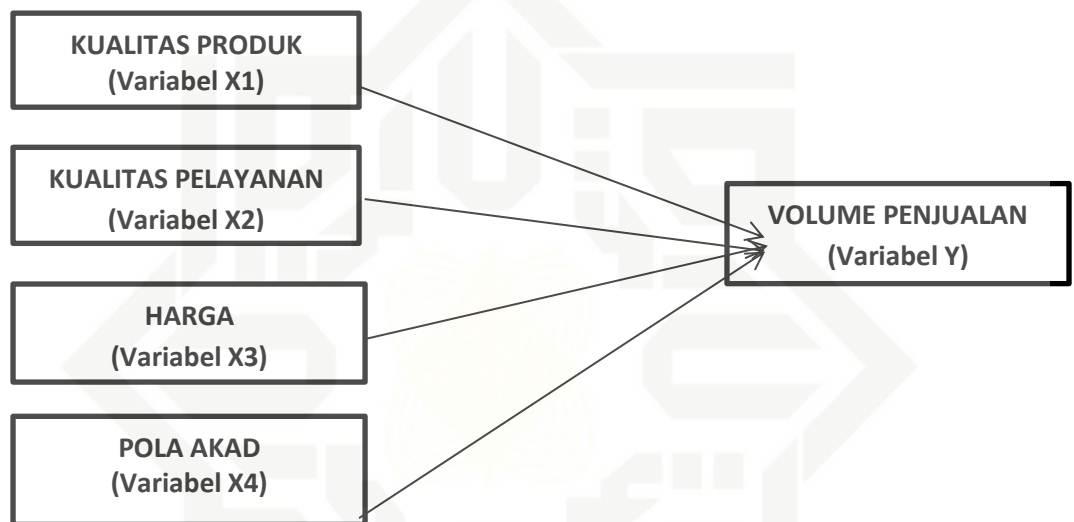 KUALITAS PRODUK
(Variabel X1)
KUALITAS PELAYANAN
(Variabel X2)
HARGA
(Variabel X3)
POLA AKAD
(Variabel X4)
VOLUME PENJUALAN
(Variabel Y)